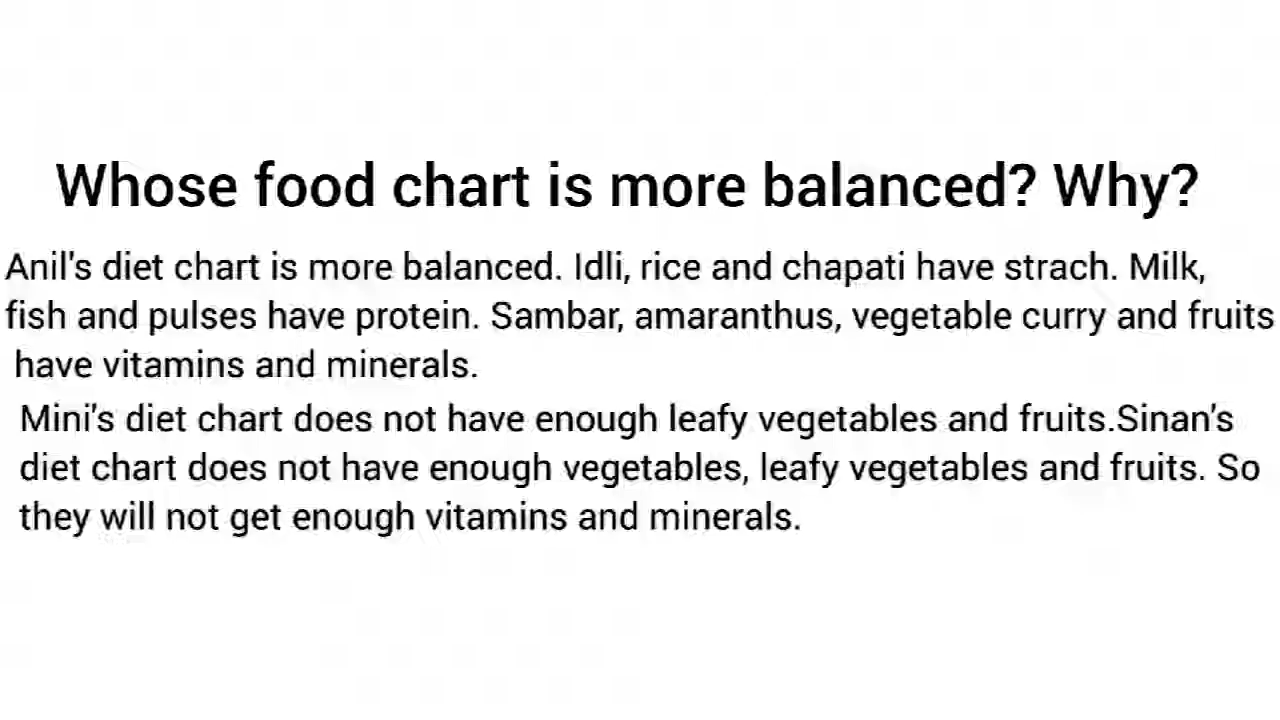 Whose food chart is more balanced? Why?
Anil's diet chart is more balanced. Idli, rice and chapati have strach. Milk,
fish and pulses have protein. Sambar, amaranthus, vegetable curry and fruits
have vitamins and minerals.
Mini's diet chart does not have enough leafy vegetables and fruits.Sinan's
diet chart does not have enough vegetables, leafy vegetables and fruits. So
they will not get enough vitamins and minerals.